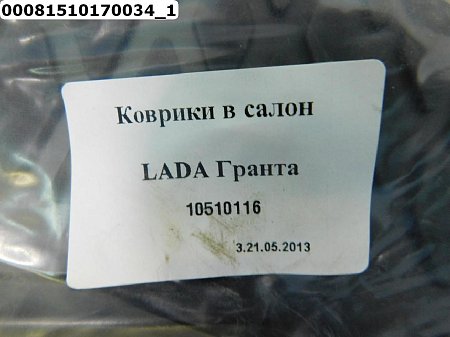 00081510170034_1
Коврики в салон
LADA Гранта
10510116
3.21.05.2013